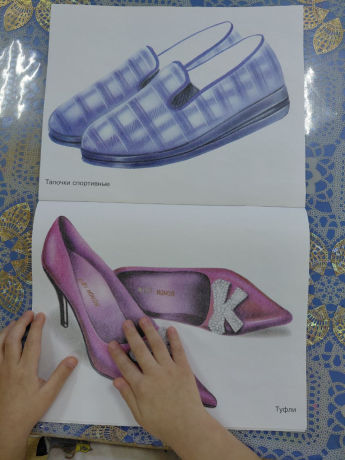 Тапочки спортивные
Туфли